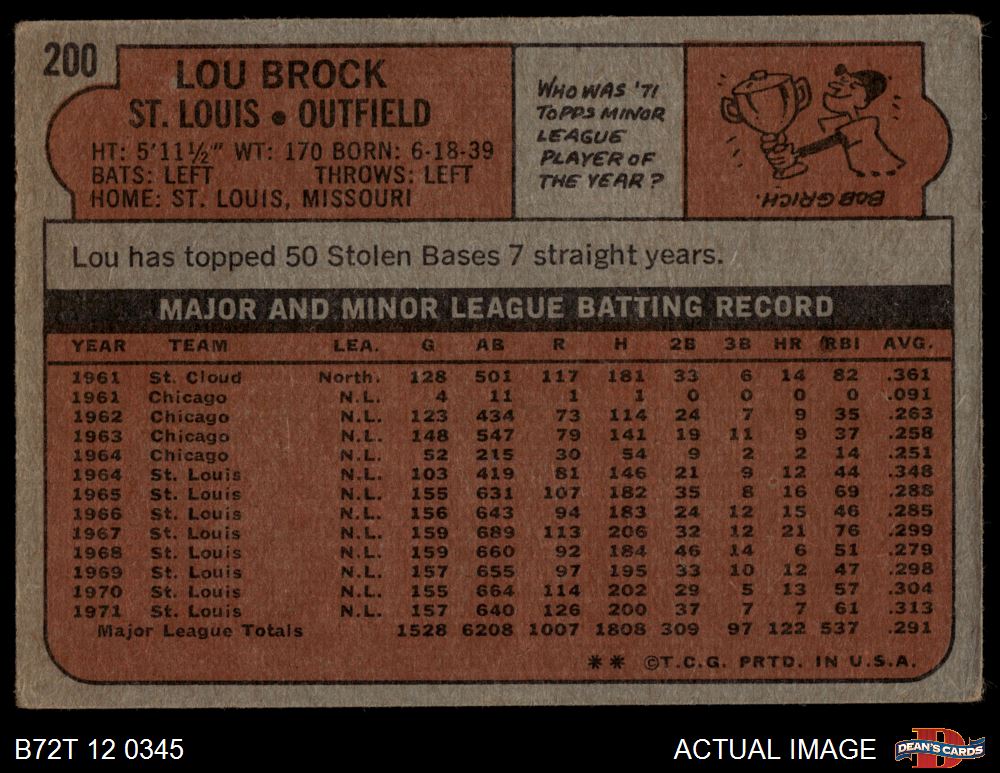 200
LOU BROCK
ST. LOUIS • OUTFIELD
HT: 5'11½" WT: 170 BORN: 6-18-39
BATS: LEFT THROWS: LEFT
HOME: ST. LOUIS, MISSOURI
WHO WAS '71
TOPPS MINOR
LEAGUE
PLAYER OF
THE YEAR?
BOB GRICH.
Lou has topped 50 Stolen Bases 7 straight years.
MAJOR AND MINOR LEAGUE BATTING RECORD
YEAR TEAM LEA. G AB R H 2B 3B HR RBI AVG.
1961 St. Cloud North. 128 501 117 181 33 6 14 82 .361
1961 Chicago N.L. 4 11 1 1 0 0 0 0 .091
1962 Chicago N.L. 123 434 73 114 24 7 9 35 .263
1963 Chicago N.L. 148 547 79 141 19 11 9 37 .258
1964 Chicago N.L. 52 215 30 54 9 2 2 14 .251
1964 St. Louis N.L. 103 419 81 146 21 9 12 44 .348
1965 St. Louis N.L. 155 631 107 182 35 8 16 69 .288
1966 St. Louis N.L. 156 643 94 183 24 12 15 46 .285
1967 St. Louis N.L. 159 689 113 206 32 12 21 76 .299
1968 St. Louis N.L. 159 660 92 184 46 14 6 51 .279
1969 St. Louis N.L. 157 655 97 195 33 10 12 47 .298
1970 St. Louis N.L. 155 664 114 202 29 5 13 57 .304
1971 St. Louis N.L. 157 640 126 200 37 7 7 61 .313
Major League Totals 1528 6208 1007 1808 309 97 122 537 .291
** ©T.C.G. PRTD. IN U.S.A.
B72T 12 0345
ACTUAL IMAGE
D
DEAN'S CARDS